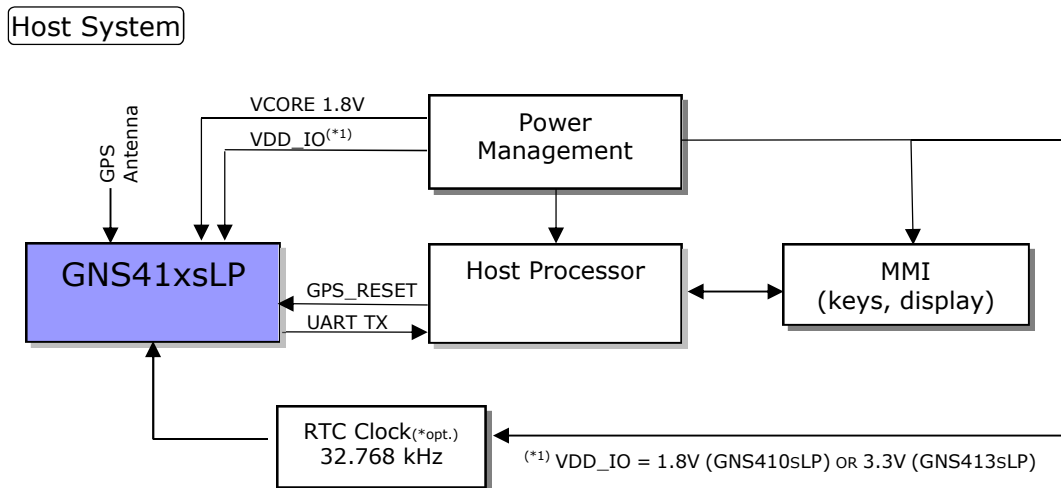 Host System
VCORE 1.8V
VDD_IO(*1)
Power
Management
GPS
Antenna
GNS41xsLP
GPS_RESET
UART TX
Host Processor
MMI
(keys, display)
RTC Clock(*opt.)
32.768 kHz
(*1) VDD_IO = 1.8V (GNS410SLP) OR 3.3V (GNS413SLP)